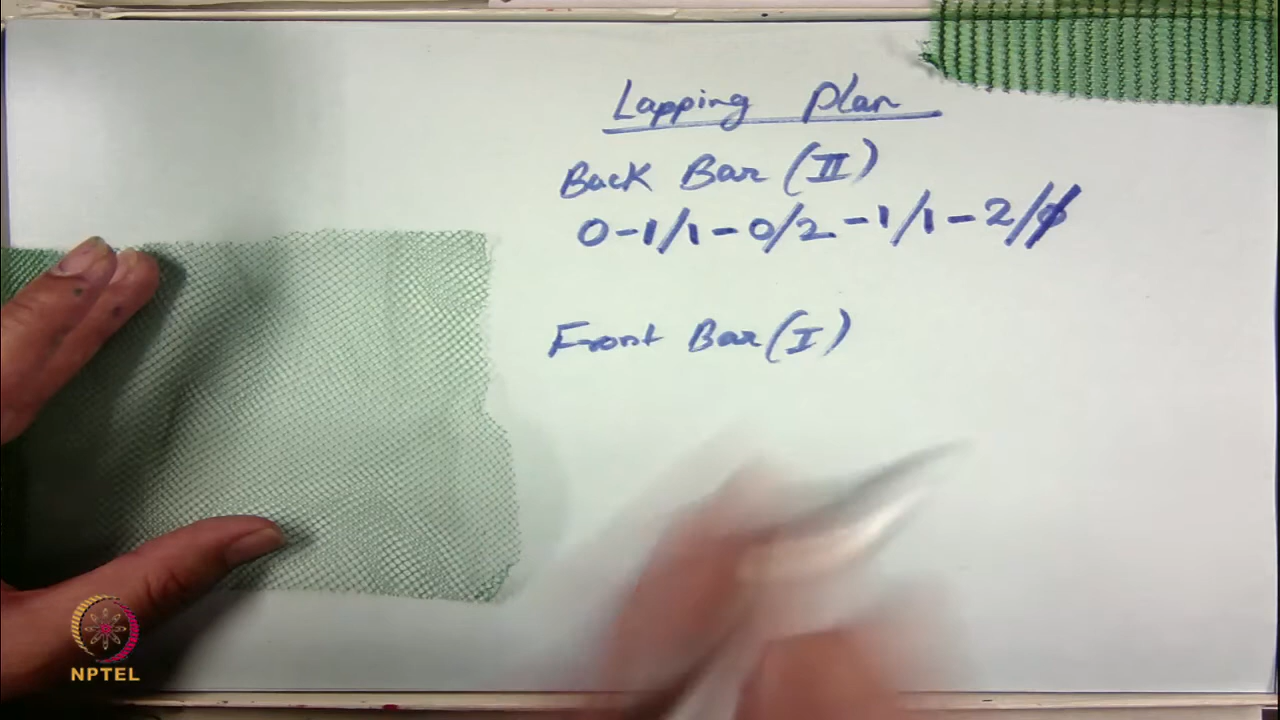 Lapping Plan
Back Bar (II)
0-1/1-0/2-1/1-2//
Front Bar (I)
NPTEL